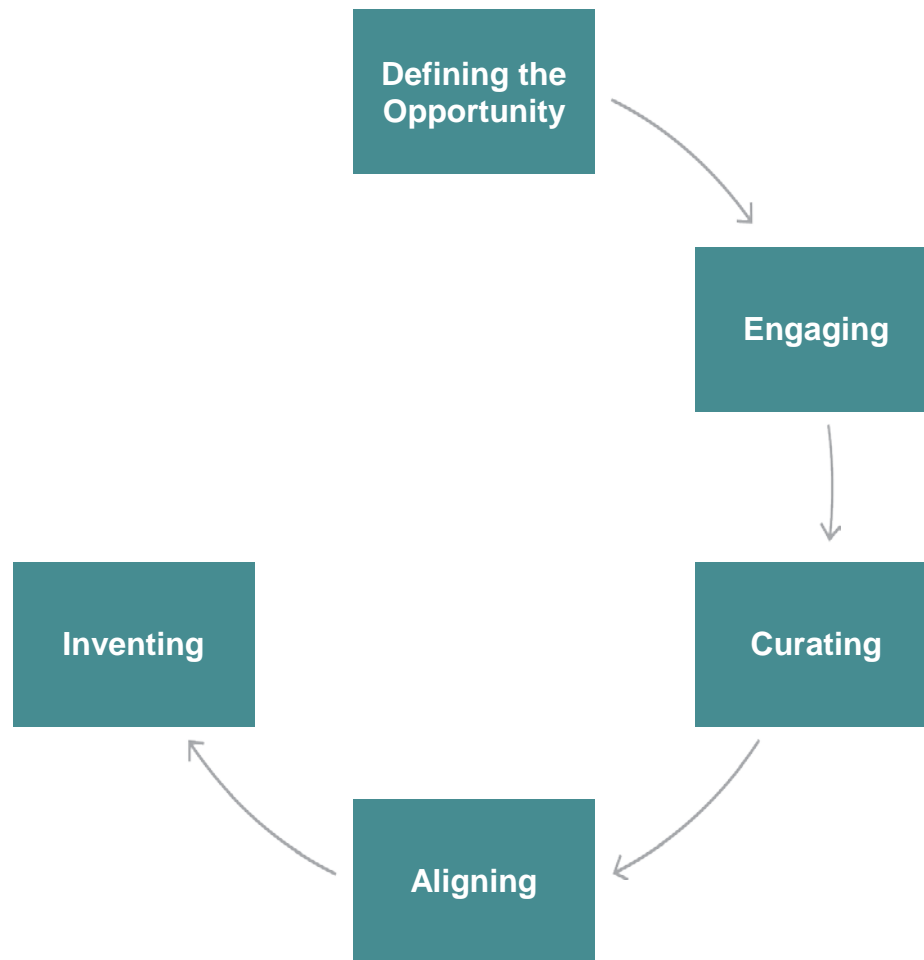 Defining the
Opportunity
Engaging
Curating
Aligning
Inventing